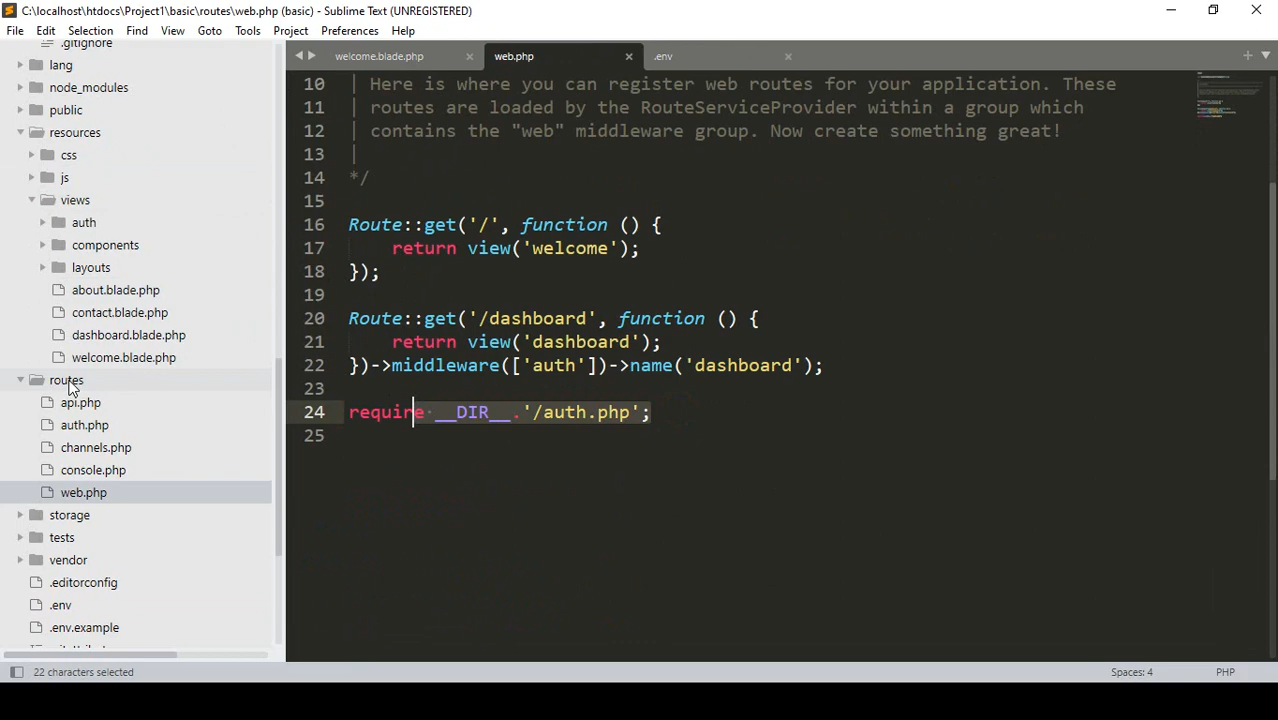 C:\localhost\htdocs\Project1\basic\routes\web.php (basic) - Sublime Text (UNREGISTERED)
File Edit Selection Find View Goto Tools Project Preferences Help
.gitignore
lang
node_modules
public
resources
css
js
views
auth
components
layouts
about.blade.php
contact.blade.php
dashboard.blade.php
welcome.blade.php
routes
api.php
auth.php
channels.php
console.php
web.php
storage
tests
vendor
.editorconfig
.env
.env.example
welcome.blade.php × web.php × .env ×
10 | Here is where you can register web routes for your application. These
11 | routes are loaded by the RouteServiceProvider within a group which
12 | contains the "web" middleware group. Now create something great!
13 |
14 */
15
16 Route::get('/', function () {
17     return view('welcome');
18 });
19
20 Route::get('/dashboard', function () {
21     return view('dashboard');
22 })->middleware(['auth'])->name('dashboard');
23
24 require __DIR__.'/auth.php';
25
22 characters selected Spaces: 4 PHP